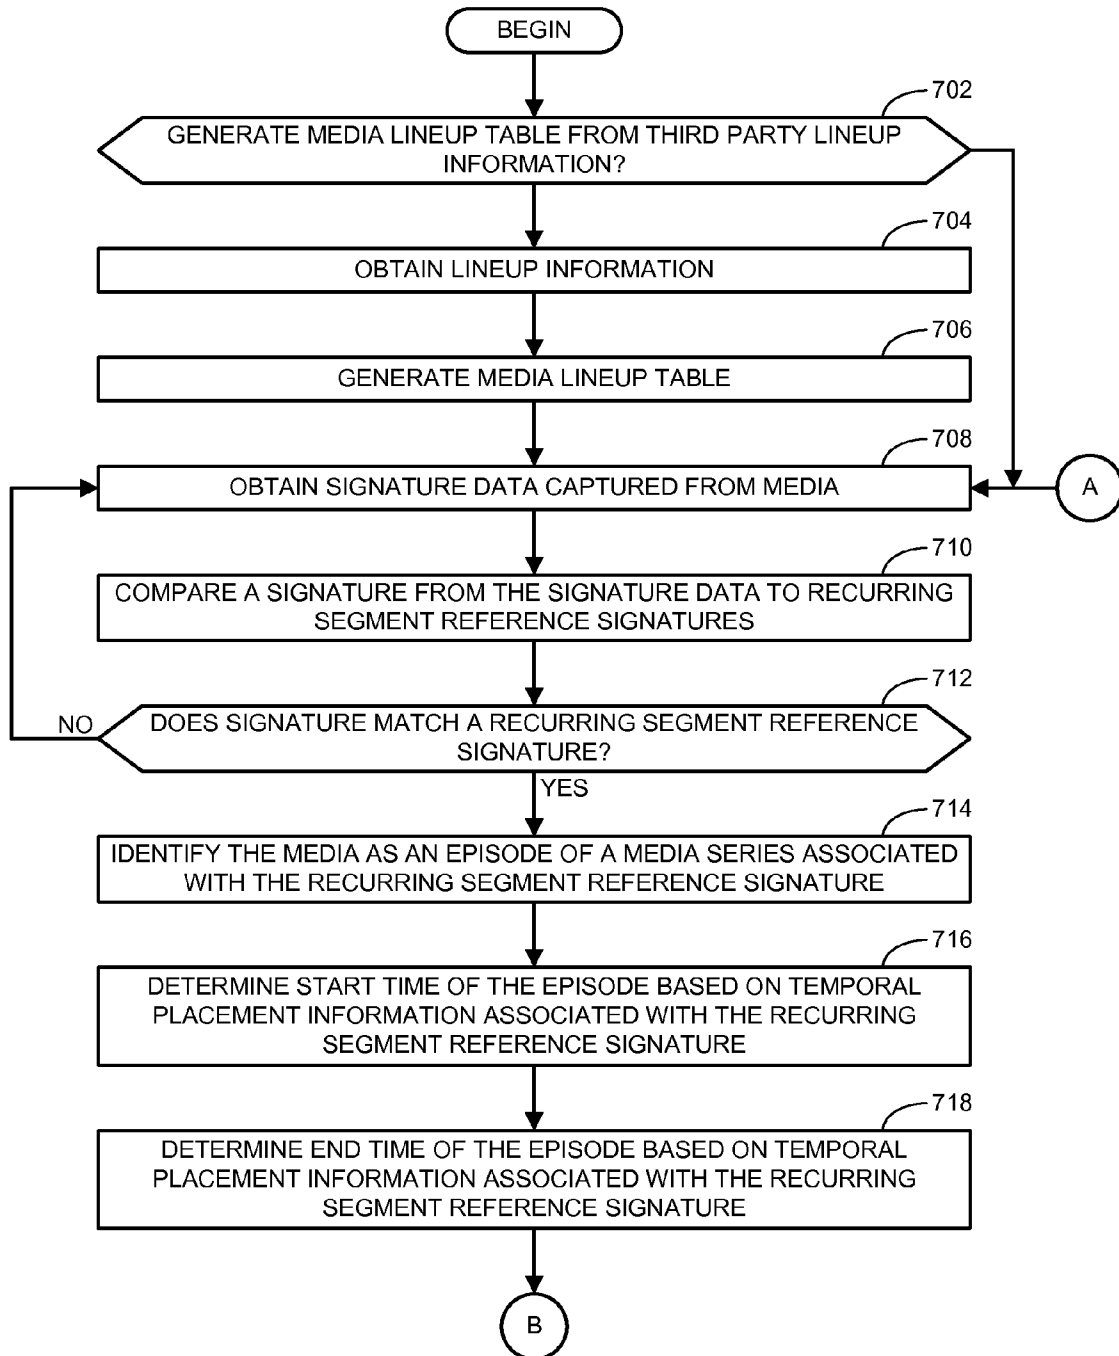 BEGIN
702
GENERATE MEDIA LINEUP TABLE FROM THIRD PARTY LINEUP
INFORMATION?
704
OBTAIN LINEUP INFORMATION
706
GENERATE MEDIA LINEUP TABLE
708
OBTAIN SIGNATURE DATA CAPTURED FROM MEDIA
A
710
COMPARE A SIGNATURE FROM THE SIGNATURE DATA TO RECURRING
SEGMENT REFERENCE SIGNATURES
712
NO
DOES SIGNATURE MATCH A RECURRING SEGMENT REFERENCE
SIGNATURE?
YES
714
IDENTIFY THE MEDIA AS AN EPISODE OF A MEDIA SERIES ASSOCIATED
WITH THE RECURRING SEGMENT REFERENCE SIGNATURE
716
DETERMINE START TIME OF THE EPISODE BASED ON TEMPORAL
PLACEMENT INFORMATION ASSOCIATED WITH THE RECURRING
SEGMENT REFERENCE SIGNATURE
718
DETERMINE END TIME OF THE EPISODE BASED ON TEMPORAL
PLACEMENT INFORMATION ASSOCIATED WITH THE RECURRING
SEGMENT REFERENCE SIGNATURE
B